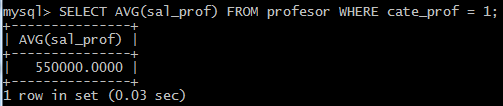 mysql> SELECT AVG(sal_prof) FROM profesor WHERE cate_prof = 1;
+---------------+
| AVG(sal_prof) |
+---------------+
|   550000.0000 |
+---------------+
1 row in set (0.03 sec)